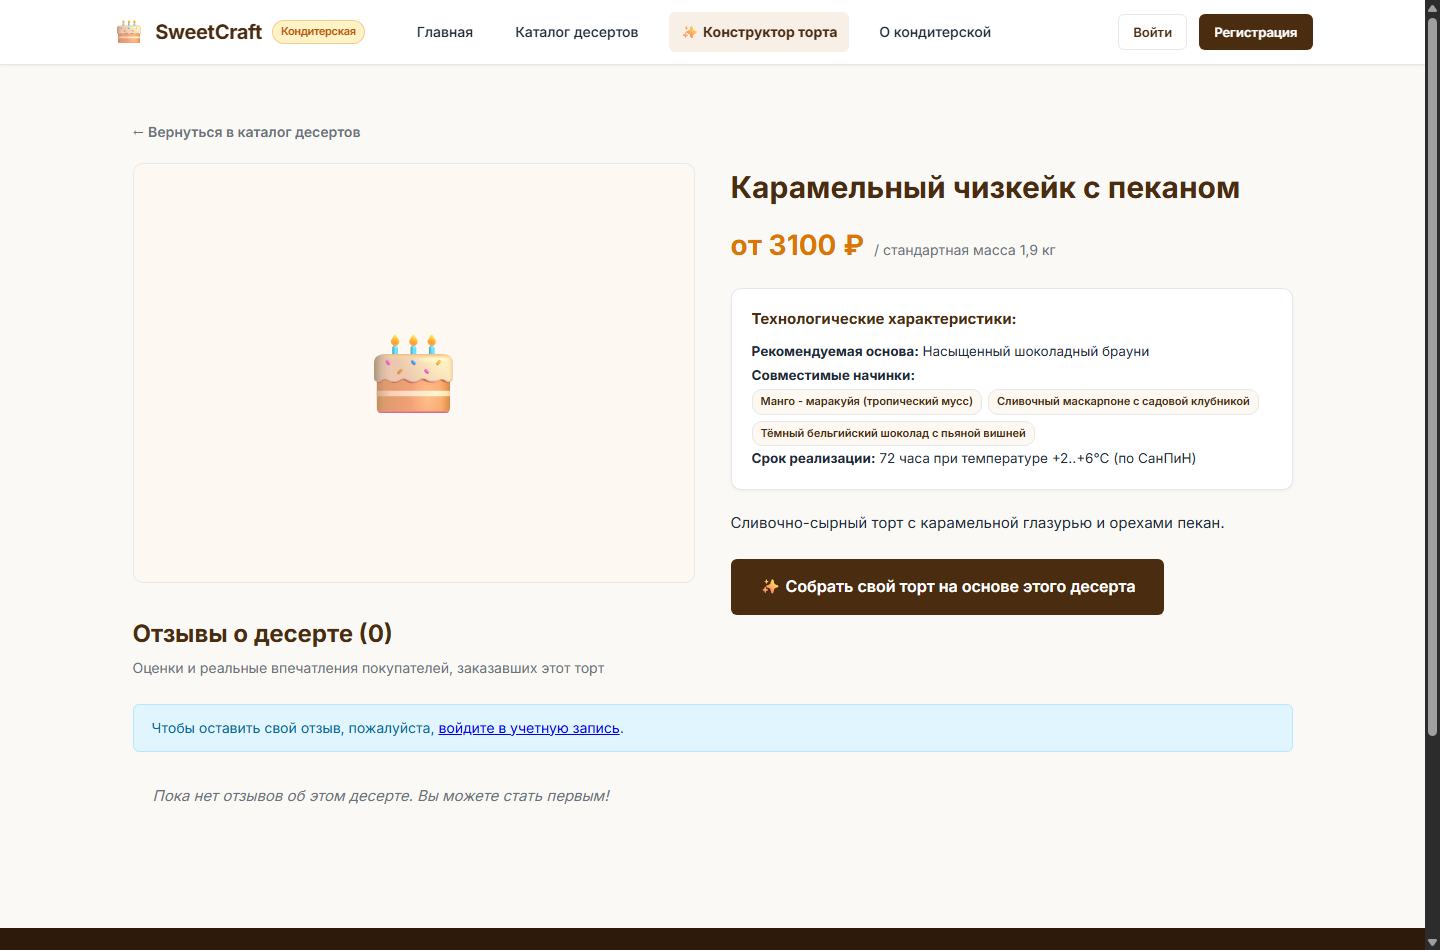 SweetCraft Кондитерская Главная Каталог десертов ✨ Конструктор торта О кондитерской Войти Регистрация
← Вернуться в каталог десертов
Карамельный чизкейк с пеканом
от 3100 ₽ / стандартная масса 1,9 кг
Технологические характеристики:
Рекомендуемая основа: Насыщенный шоколадный брауни
Совместимые начинки:
Манго - маракуйя (тропический мусс) Сливочный маскарпоне с садовой клубникой
Тёмный бельгийский шоколад с пьяной вишней
Срок реализации: 72 часа при температуре +2..+6°C (по СанПиН)
Сливочно-сырный торт с карамельной глазурью и орехами пекан.
✨ Собрать свой торт на основе этого десерта
Отзывы о десерте (0)
Оценки и реальные впечатления покупателей, заказавших этот торт
Чтобы оставить свой отзыв, пожалуйста, войдите в учетную запись.
Пока нет отзывов об этом десерте. Вы можете стать первым!